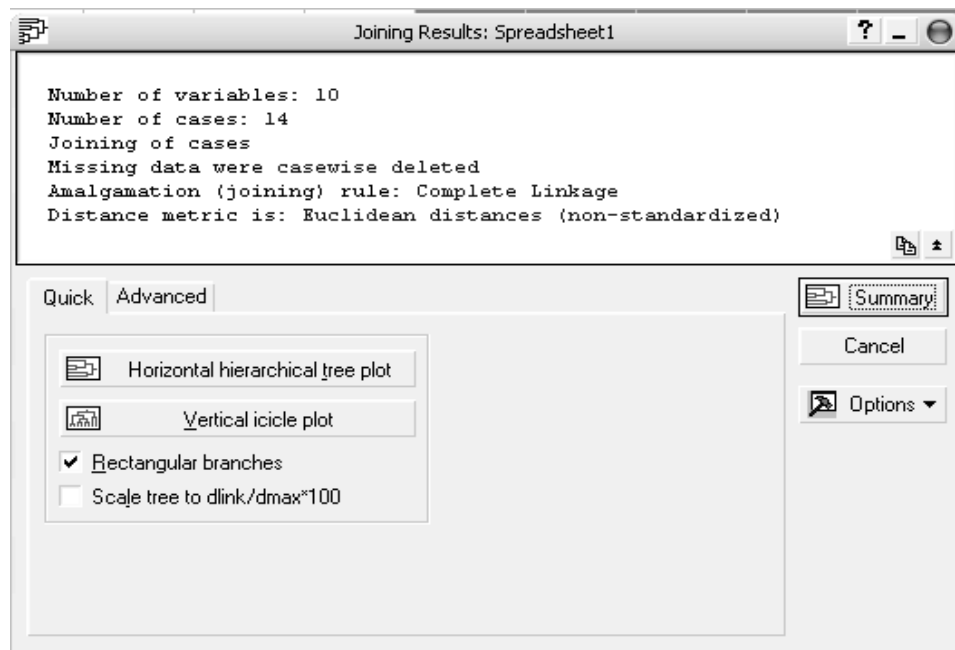 Joining Results: Spreadsheet1
?
Number of variables: 10
Number of cases: 14
Joining of cases
Missing data were casewise deleted
Amalgamation (joining) rule: Complete Linkage
Distance metric is: Euclidean distances (non-standardized)
Quick Advanced
Summary
Cancel
Options
Horizontal hierarchical tree plot
Vertical icicle plot
Rectangular branches
Scale tree to dlink/dmax*100